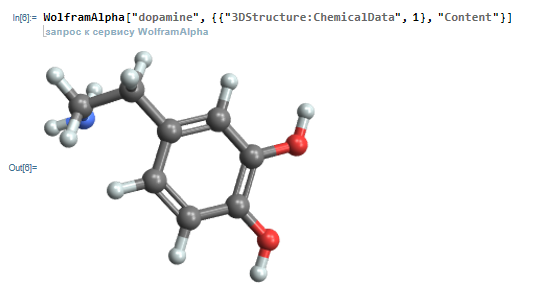 In[6]:= WolframAlpha["dopamine", {{"3DStructure:ChemicalData", 1}, "Content"}]
запрос к сервису WolframAlpha
Out[6]=